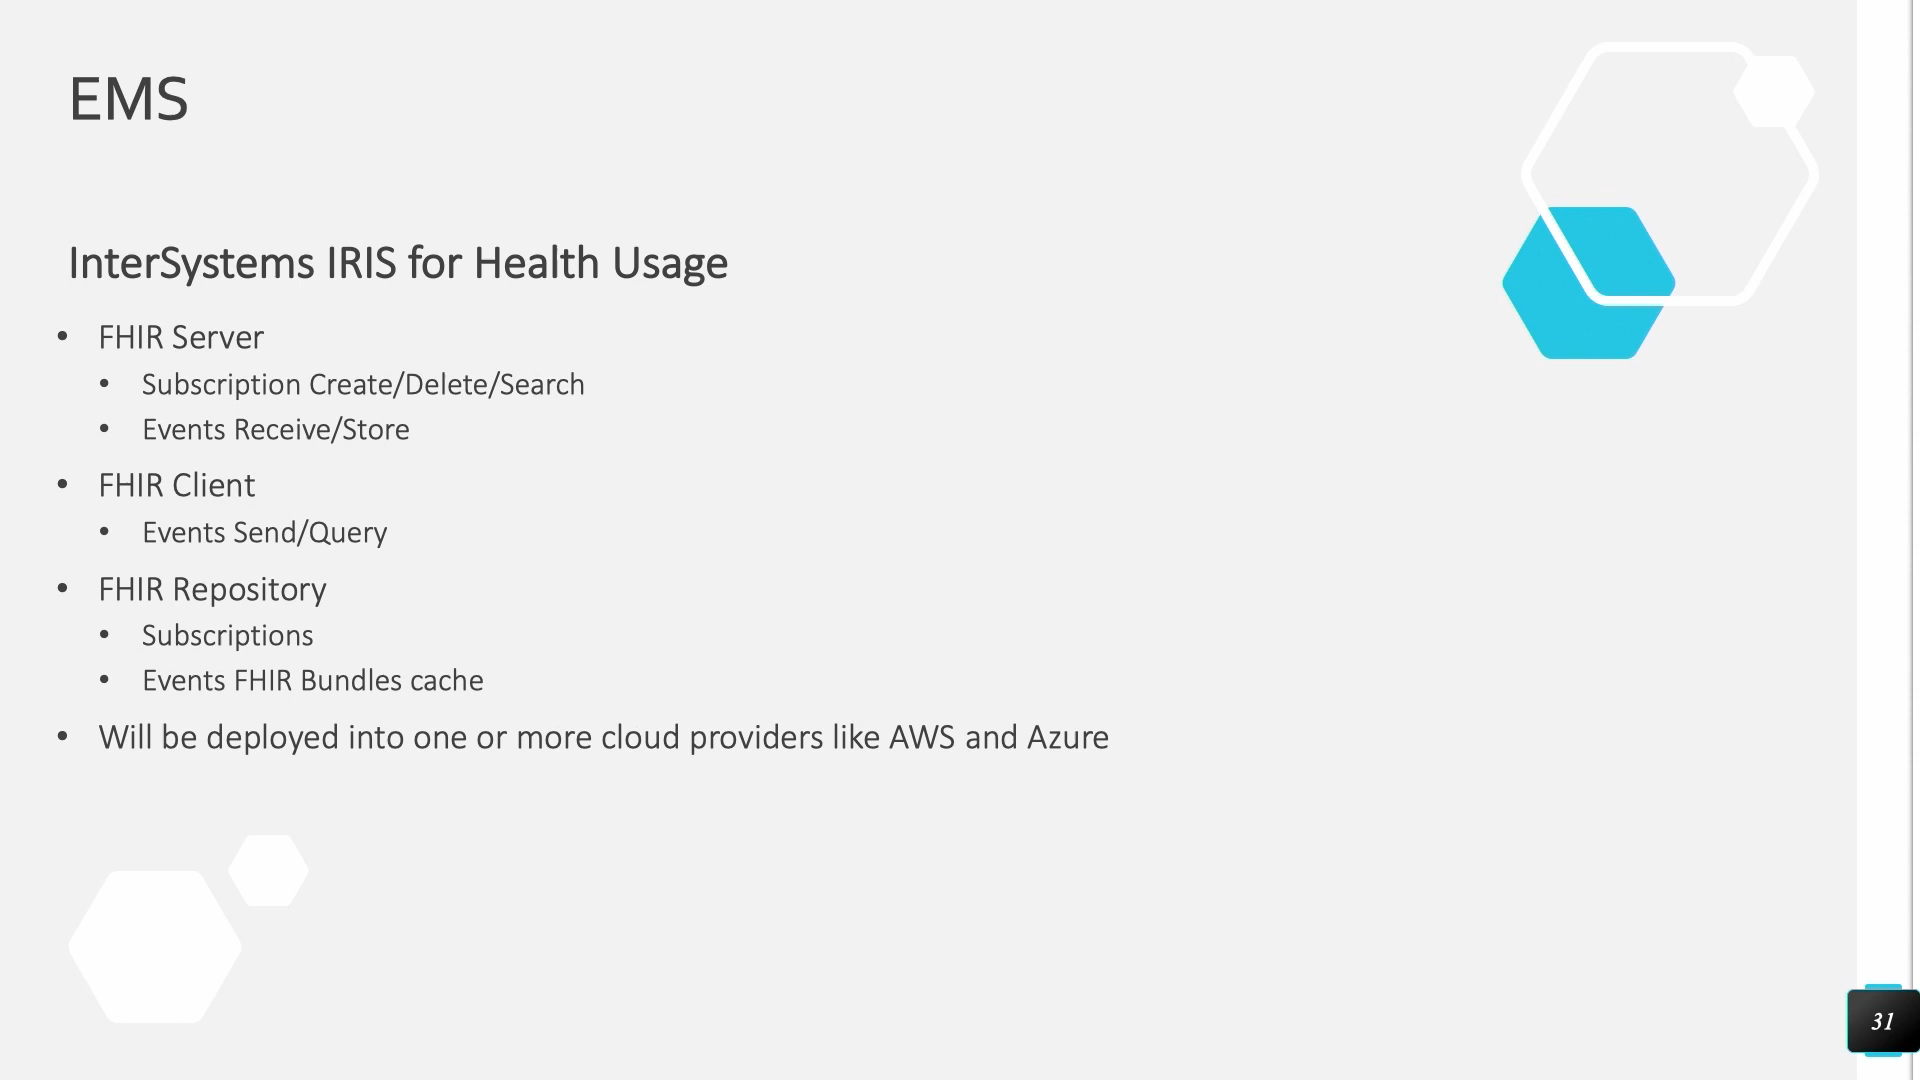 EMS
InterSystems IRIS for Health Usage
• FHIR Server
• Subscription Create/Delete/Search
• Events Receive/Store
• FHIR Client
• Events Send/Query
• FHIR Repository
• Subscriptions
• Events FHIR Bundles cache
• Will be deployed into one or more cloud providers like AWS and Azure
31